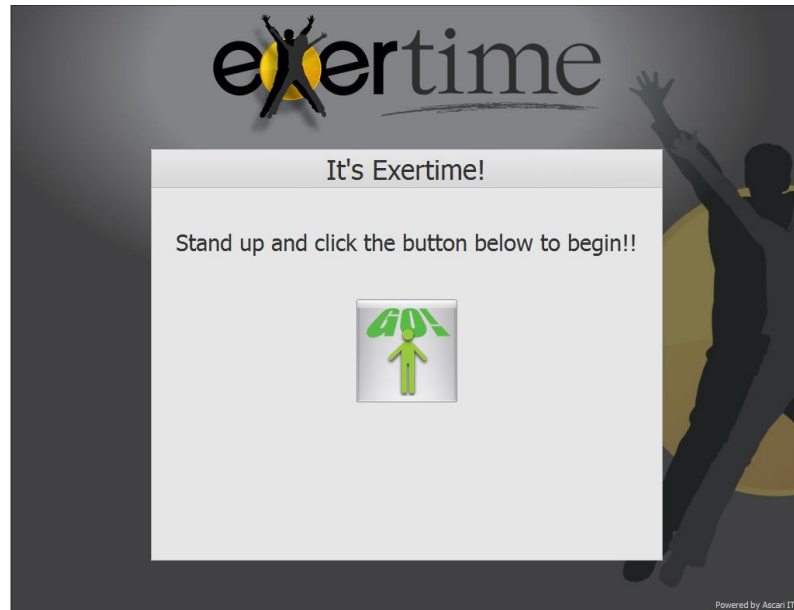 exertime
It's Exertime!
Stand up and click the button below to begin!!
GO!
Powered by Ascari IT